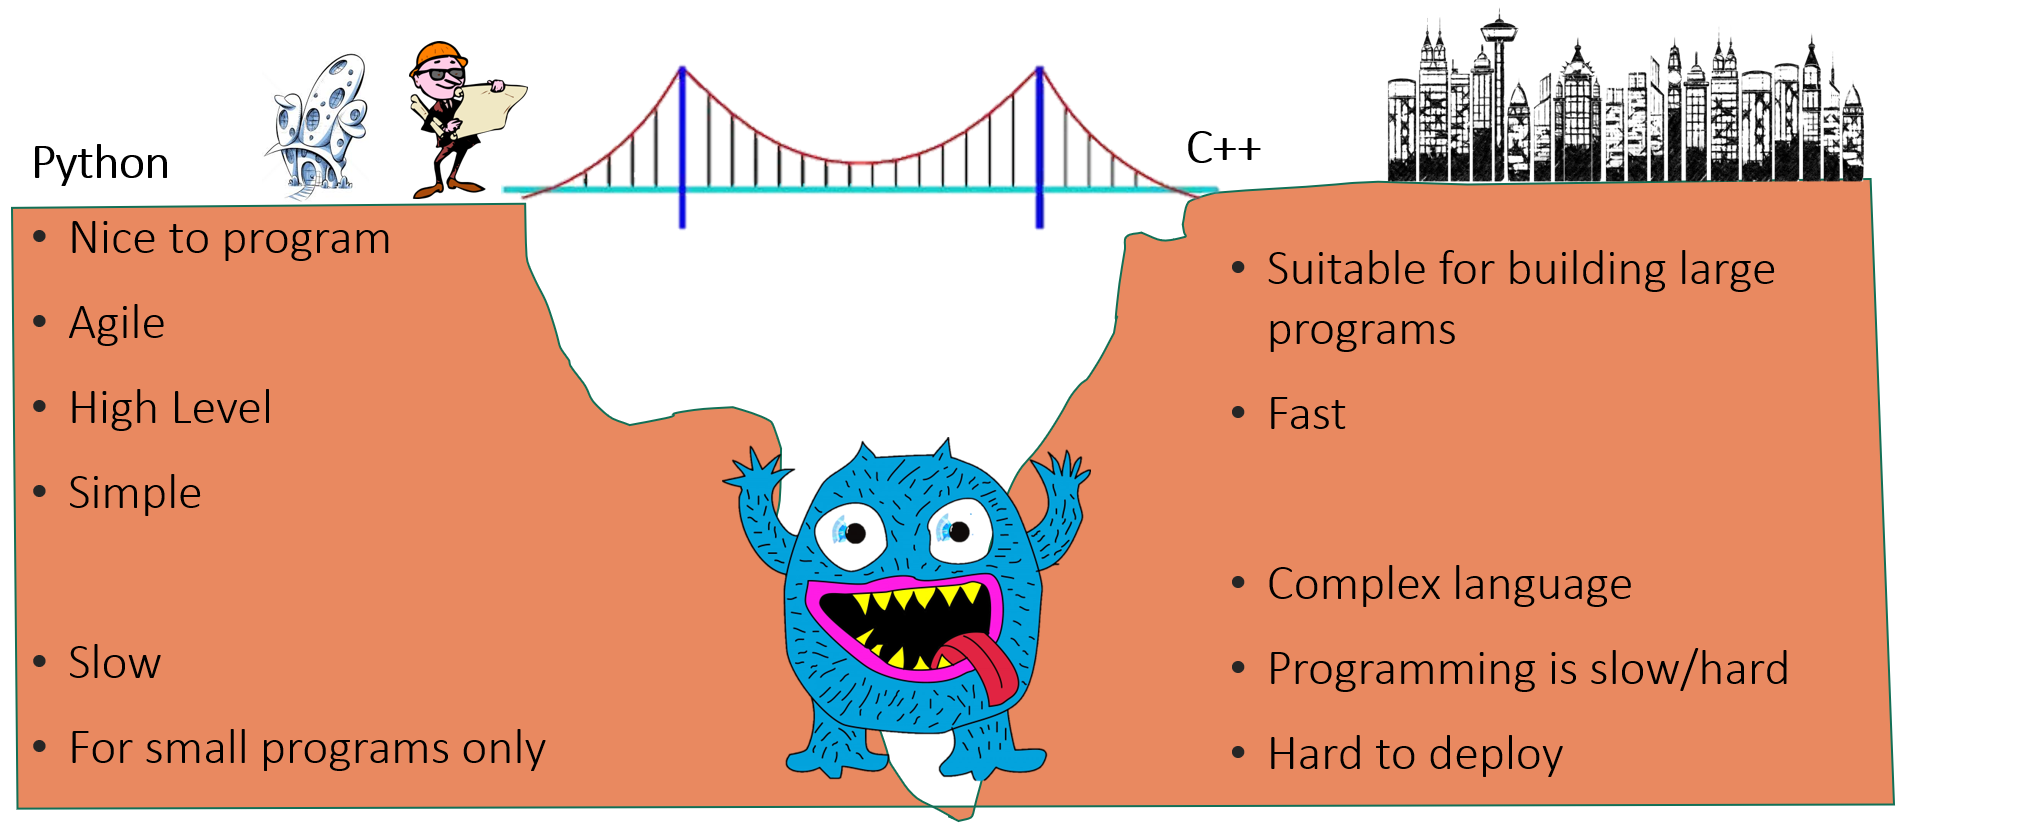 Python
• Nice to program
• Agile
• High Level
• Simple
• Slow
• For small programs only
C++
• Suitable for building large
programs
• Fast
• Complex language
• Programming is slow/hard
• Hard to deploy